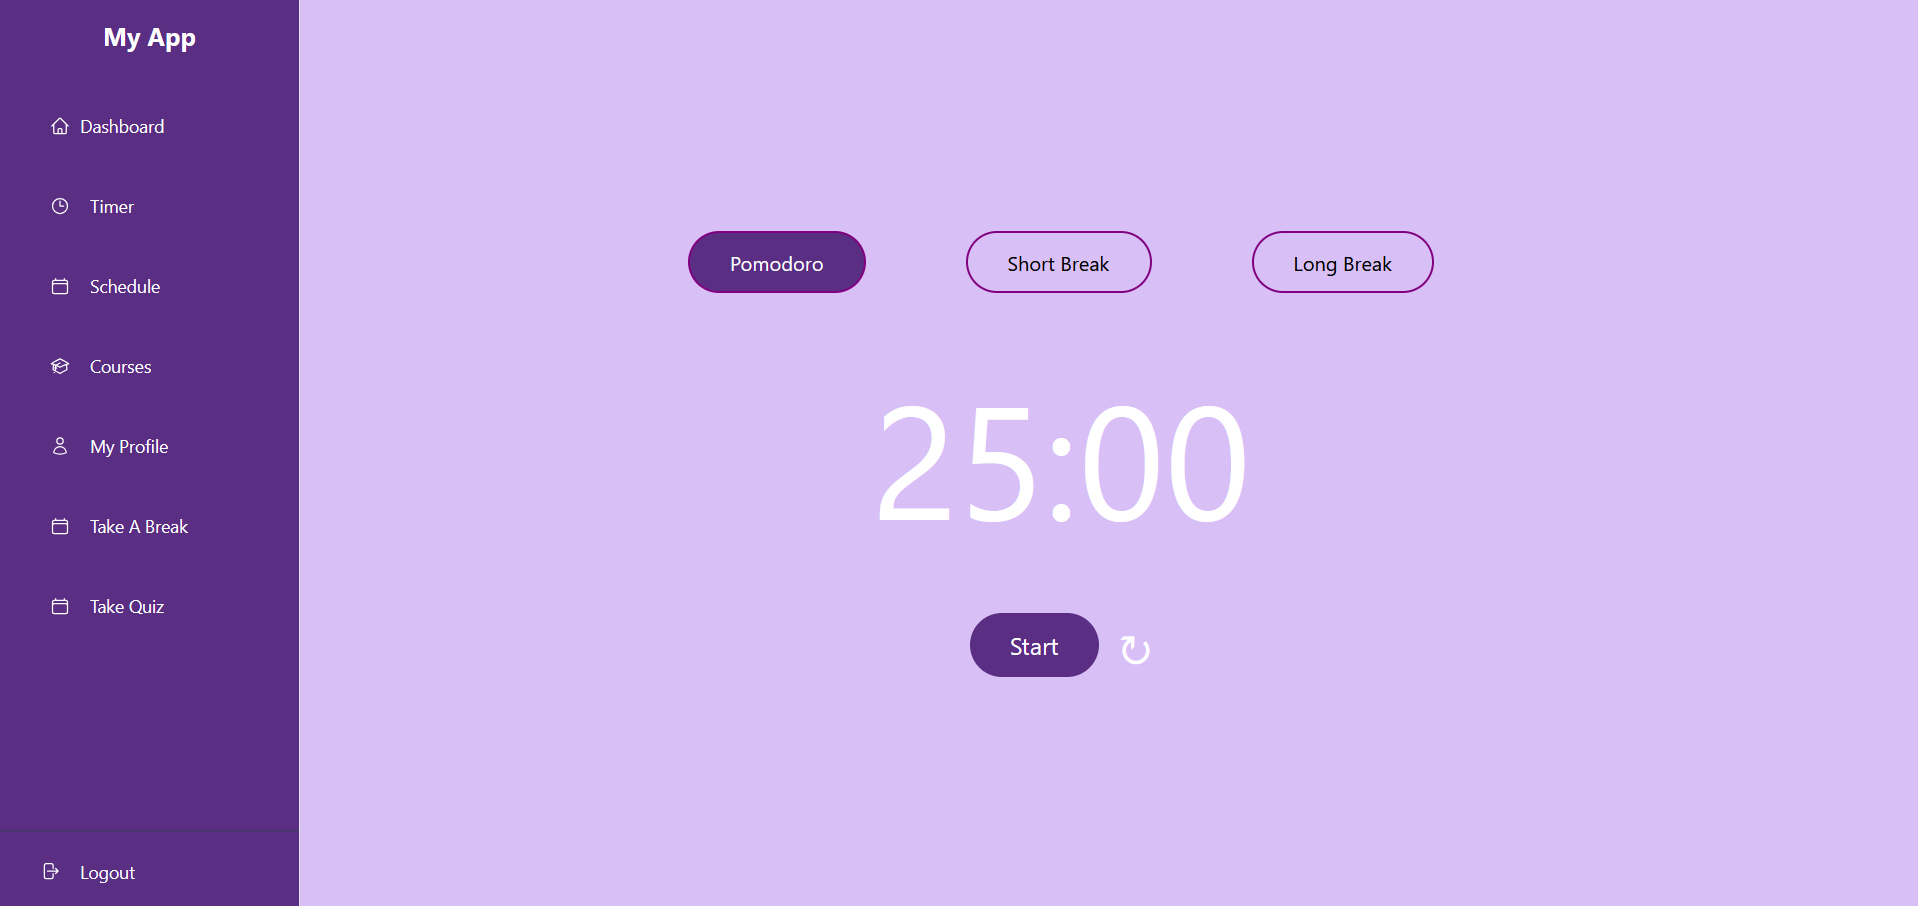 My App
Dashboard
Timer
Schedule
Courses
My Profile
Take A Break
Take Quiz
Logout
Pomodoro
Short Break
Long Break
25:00
Start